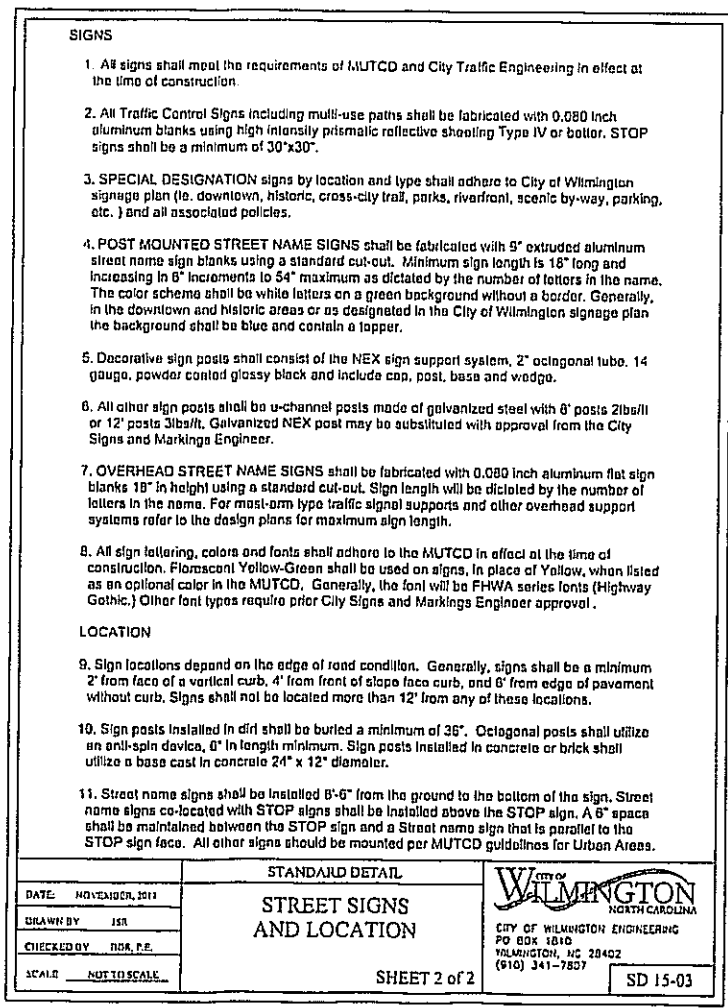 SIGNS
1. All signs shall meet the requirements of MUTCD and City Traffic Engineering in effect at
the time of construction.
2. All Traffic Control Signs including multi-use paths shall be fabricated with 0.080 inch
aluminum blanks using high intensity prismatic reflective sheeting Type IV or better. STOP
signs shall be a minimum of 30"x30".
3. SPECIAL DESIGNATION signs by location and type shall adhere to City of Wilmington
signage plan (ie. downtown, historic, cross-city trail, parks, riverfront, scenic by-way, parking,
etc. ) and all associated policies.
4. POST MOUNTED STREET NAME SIGNS shall be fabricated with 9" extruded aluminum
street name sign blanks using a standard cut-out. Minimum sign length is 18" long and
increasing in 6" increments to 54" maximum as dictated by the number of letters in the name.
The color scheme shall be white letters on a green background without a border. Generally,
in the downtown and historic areas or as designated in the City of Wilmington signage plan
the background shall be blue and contain a topper.
5. Decorative sign posts shall consist of the NEX sign support system, 2" octagonal tube, 14
gauge, powder coated glossy black and include cap, post, base and wedge.
6. All other sign posts shall be u-channel posts made of galvanized steel with 8' posts 2lbs/ft
or 12' posts 3lbs/ft. Galvanized NEX post may be substituted with approval from the City
Signs and Markings Engineer.
7. OVERHEAD STREET NAME SIGNS shall be fabricated with 0.080 inch aluminum flat sign
blanks 18" in height using a standard cut-out. Sign length will be dictated by the number of
letters in the name. For mast-arm type traffic signal supports and other overhead support
systems refer to the design plans for maximum sign length.
8. All sign lettering, colors and fonts shall adhere to the MUTCD in effect at the time of
construction. Florescent Yellow-Green shall be used on signs, in place of Yellow, when listed
as an optional color in the MUTCD. Generally, the font will be FHWA series fonts (Highway
Gothic.) Other font types require prior City Signs and Markings Engineer approval .
LOCATION
9. Sign locations depend on the edge of road condition. Generally, signs shall be a minimum
2' from face of a vertical curb, 4' from front of slope face curb, and 6' from edge of pavement
without curb. Signs shall not be located more than 12' from any of these locations.
10. Sign posts installed in dirt shall be buried a minimum of 36". Octagonal posts shall utilize
an anti-spin device, 6" in length minimum. Sign posts installed in concrete or brick shall
utilize a base cast in concrete 24" x 12" diameter.
11. Street name signs shall be installed 8'-6" from the ground to the bottom of the sign. Street
name signs co-located with STOP signs shall be installed above the STOP sign. A 6" space
shall be maintained between the STOP sign and a Street name sign that is parallel to the
STOP sign face. All other signs should be mounted per MUTCD guidelines for Urban Areas.
STANDARD DETAIL
DATE: NOVEMBER,
DRAWN BY JSR
CHECKED BY P.E.
SCALE NOT TO SCALE
STREET SIGNS
AND LOCATION
SHEET 2 of 2
CITY OF
WILMINGTON
NORTH CAROLINA
CITY OF WILMINGTON ENGINEERING
PO BOX 1810
WILMINGTON, NC 28402
(910) 341-7807
SD 15-03